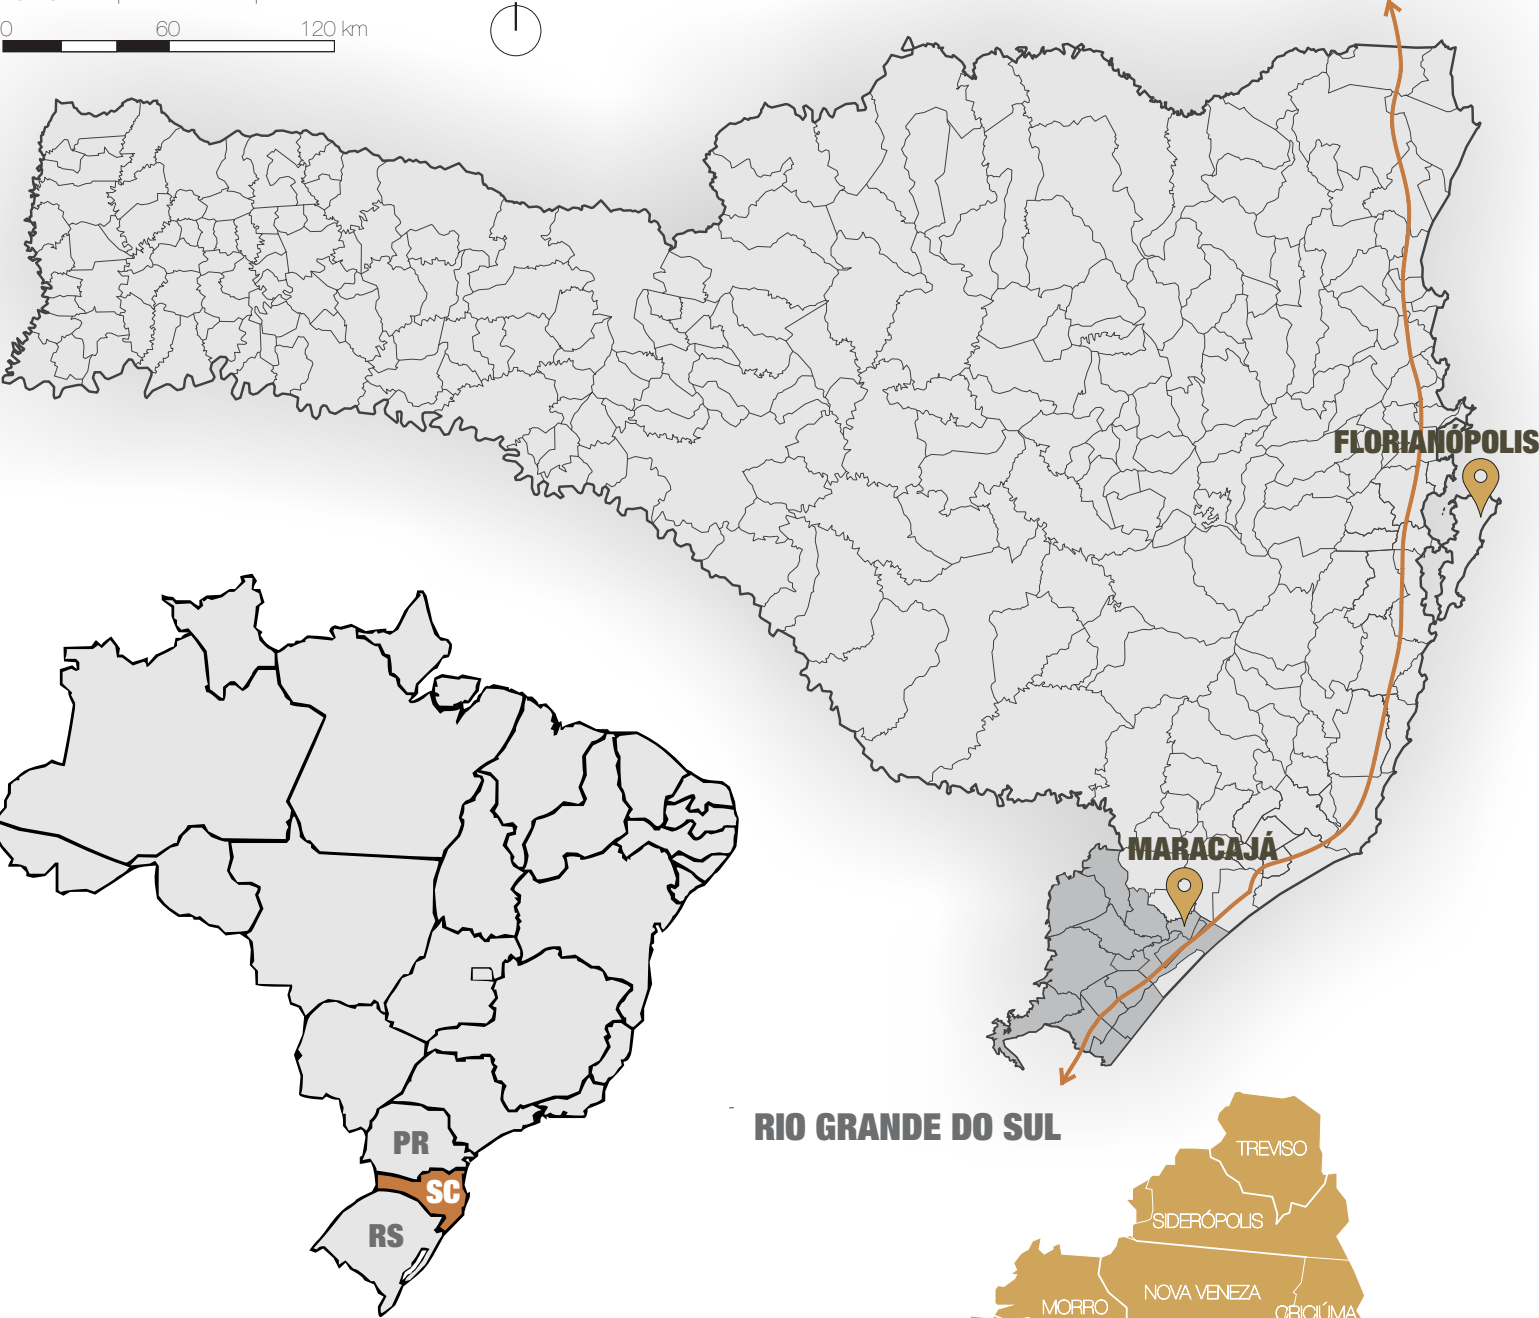 0 60 120 km
FLORIANÓPOLIS
MARACAJÁ
RIO GRANDE DO SUL
PR
SC
RS
TREVISO
SIDERÓPOLIS
NOVA VENEZA
MORRO
CRICIÚMA